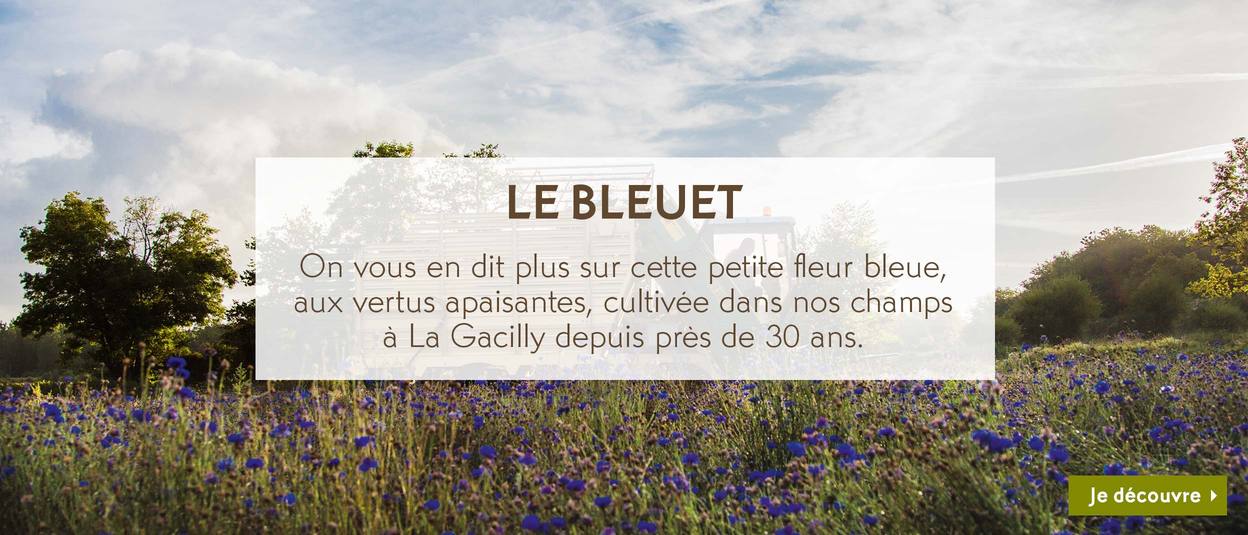 LE BLEUET
On vous en dit plus sur cette petite fleur bleue,
aux vertus apaisantes, cultivée dans nos champs
à La Gacilly depuis près de 30 ans.
Je découvre